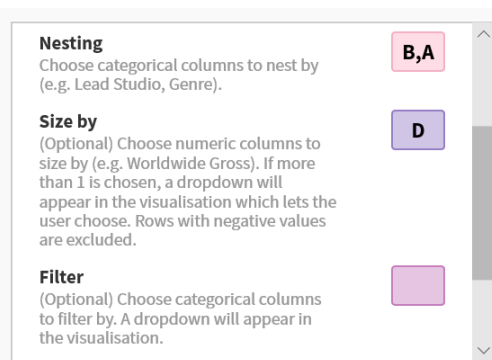 Nesting
B,A
Choose categorical columns to nest by
(e.g. Lead Studio, Genre).
Size by
D
(Optional) Choose numeric columns to
size by (e.g. Worldwide Gross). If more
than 1 is chosen, a dropdown will
appear in the visualisation which lets the
user choose. Rows with negative values
are excluded.
Filter
(Optional) Choose categorical columns
to filter by. A dropdown will appear in
the visualisation.